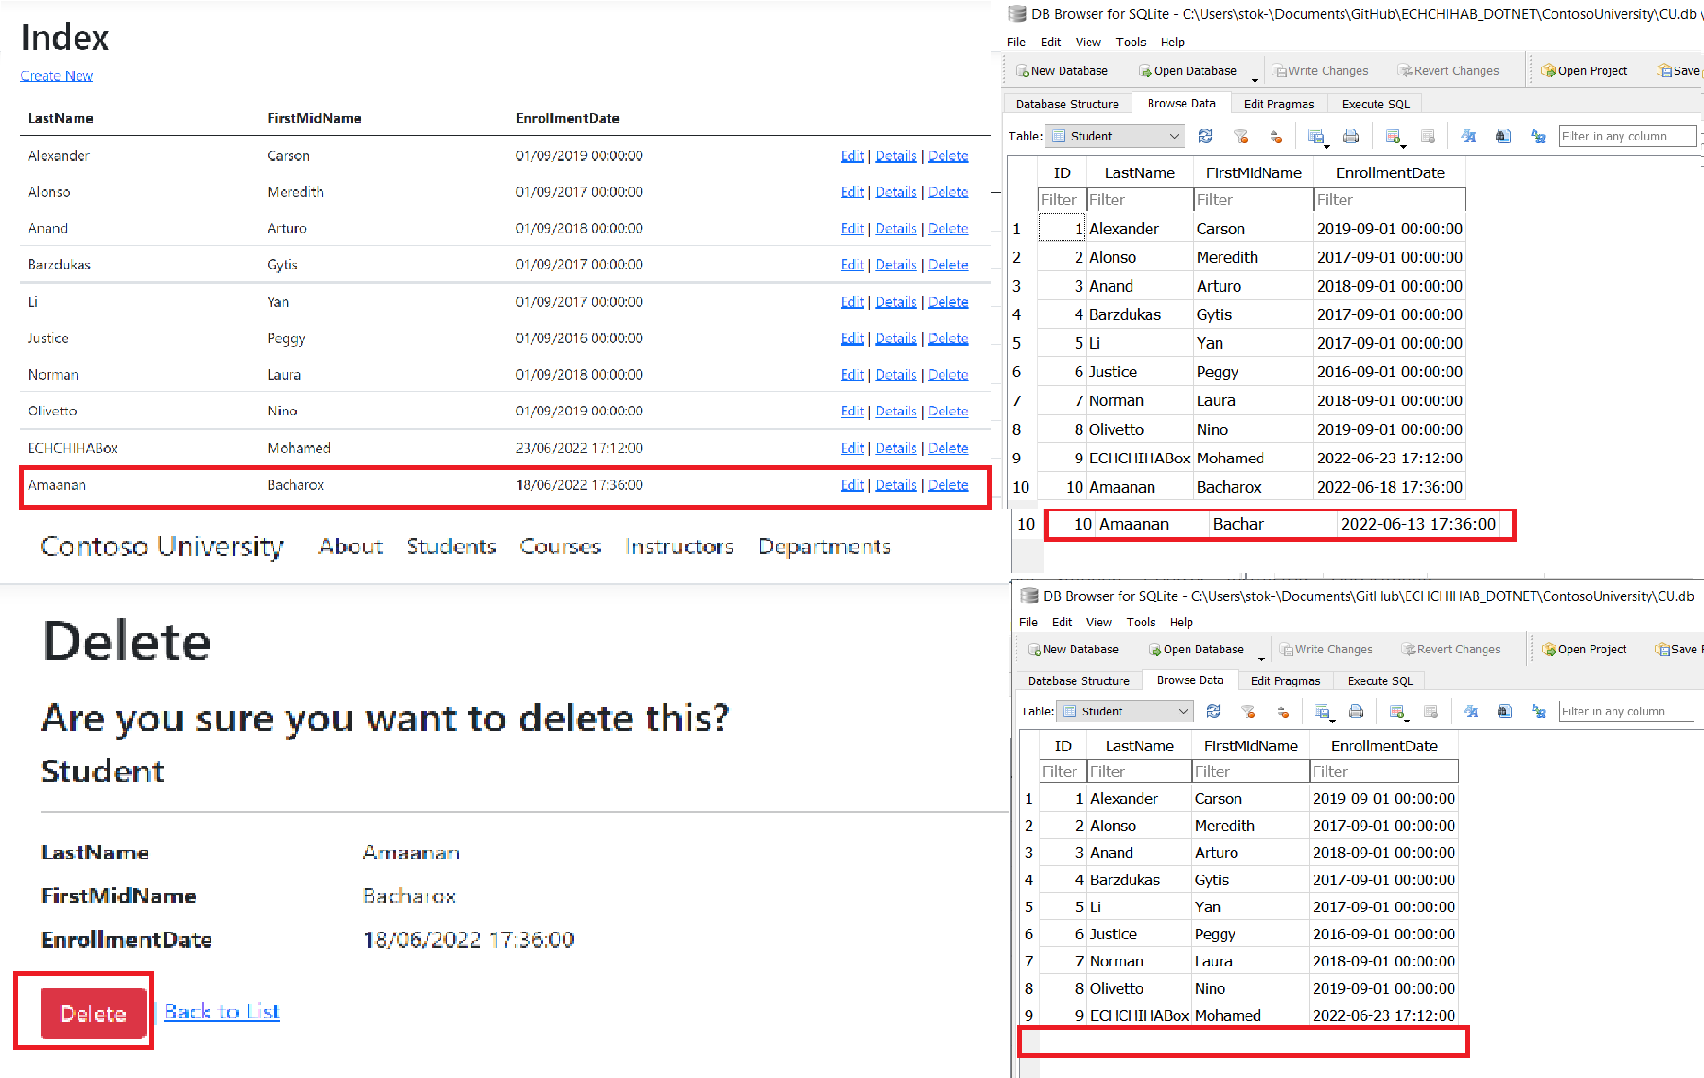 Index
Create New
LastName FirstMidName EnrollmentDate
Alexander Carson 01/09/2019 00:00:00 Edit | Details | Delete
Alonso Meredith 01/09/2017 00:00:00 Edit | Details | Delete
Anand Arturo 01/09/2018 00:00:00 Edit | Details | Delete
Barzdukas Gytis 01/09/2017 00:00:00 Edit | Details | Delete
Li Yan 01/09/2017 00:00:00 Edit | Details | Delete
Justice Peggy 01/09/2016 00:00:00 Edit | Details | Delete
Norman Laura 01/09/2018 00:00:00 Edit | Details | Delete
Olivetto Nino 01/09/2019 00:00:00 Edit | Details | Delete
ECHCHIHABox Mohamed 23/06/2022 17:12:00 Edit | Details | Delete
Amaanan Bacharox 18/06/2022 17:36:00 Edit | Details | Delete
Contoso University About Students Courses Instructors Departments
Delete
Are you sure you want to delete this?
Student
LastName Amaanan
FirstMidName Bacharox
EnrollmentDate 18/06/2022 17:36:00
Delete Back to List
DB Browser for SQLite - C:\Users\stok-\Documents\GitHub\ECHCHIHAB_DOTNET\ContosoUniversity\CU.db
File Edit View Tools Help
New Database Open Database Write Changes Revert Changes Open Project Save
Database Structure Browse Data Edit Pragmas Execute SQL
Table: Student Filter in any column
ID LastName FirstMidName EnrollmentDate
Filter Filter Filter Filter
1 1 Alexander Carson 2019-09-01 00:00:00
2 2 Alonso Meredith 2017-09-01 00:00:00
3 3 Anand Arturo 2018-09-01 00:00:00
4 4 Barzdukas Gytis 2017-09-01 00:00:00
5 5 Li Yan 2017-09-01 00:00:00
6 6 Justice Peggy 2016-09-01 00:00:00
7 7 Norman Laura 2018-09-01 00:00:00
8 8 Olivetto Nino 2019-09-01 00:00:00
9 9 ECHCHIHABox Mohamed 2022-06-23 17:12:00
10 10 Amaanan Bacharox 2022-06-18 17:36:00
10 10 Amaanan Bachar 2022-06-13 17:36:00
DB Browser for SQLite - C:\Users\stok-\Documents\GitHub\ECHCHIHAB_DOTNET\ContosoUniversity\CU.db
File Edit View Tools Help
New Database Open Database Write Changes Revert Changes Open Project Save
Database Structure Browse Data Edit Pragmas Execute SQL
Table: Student Filter in any column
ID LastName FirstMidName EnrollmentDate
Filter Filter Filter Filter
1 1 Alexander Carson 2019-09-01 00:00:00
2 2 Alonso Meredith 2017-09-01 00:00:00
3 3 Anand Arturo 2018-09-01 00:00:00
4 4 Barzdukas Gytis 2017-09-01 00:00:00
5 5 Li Yan 2017-09-01 00:00:00
6 6 Justice Peggy 2016-09-01 00:00:00
7 7 Norman Laura 2018-09-01 00:00:00
8 8 Olivetto Nino 2019-09-01 00:00:00
9 9 ECHCHIHABox Mohamed 2022-06-23 17:12:00